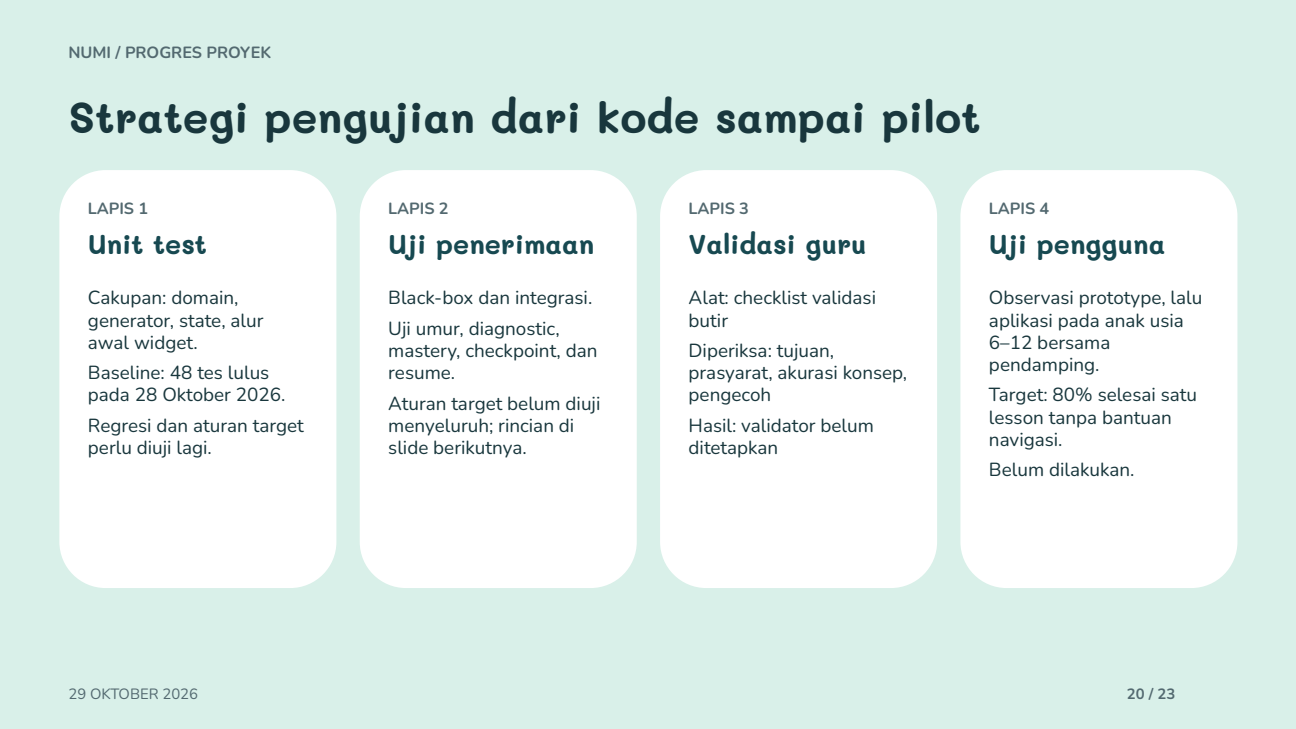 NUMI / PROGRES PROYEK
Strategi pengujian dari kode sampai pilot
LAPIS 1
Unit test
Cakupan: domain,
generator, state, alur
awal widget.
Baseline: 48 tes lulus
pada 28 Oktober 2026.
Regresi dan aturan target
perlu diuji lagi.
LAPIS 2
Uji penerimaan
Black-box dan integrasi.
Uji umur, diagnostic,
mastery, checkpoint, dan
resume.
Aturan target belum diuji
menyeluruh; rincian di
slide berikutnya.
LAPIS 3
Validasi guru
Alat: checklist validasi
butir
Diperiksa: tujuan,
prasyarat, akurasi konsep,
pengecoh
Hasil: validator belum
ditetapkan
LAPIS 4
Uji pengguna
Observasi prototype, lalu
aplikasi pada anak usia
6–12 bersama
pendamping.
Target: 80% selesai satu
lesson tanpa bantuan
navigasi.
Belum dilakukan.
29 OKTOBER 2026
20 / 23